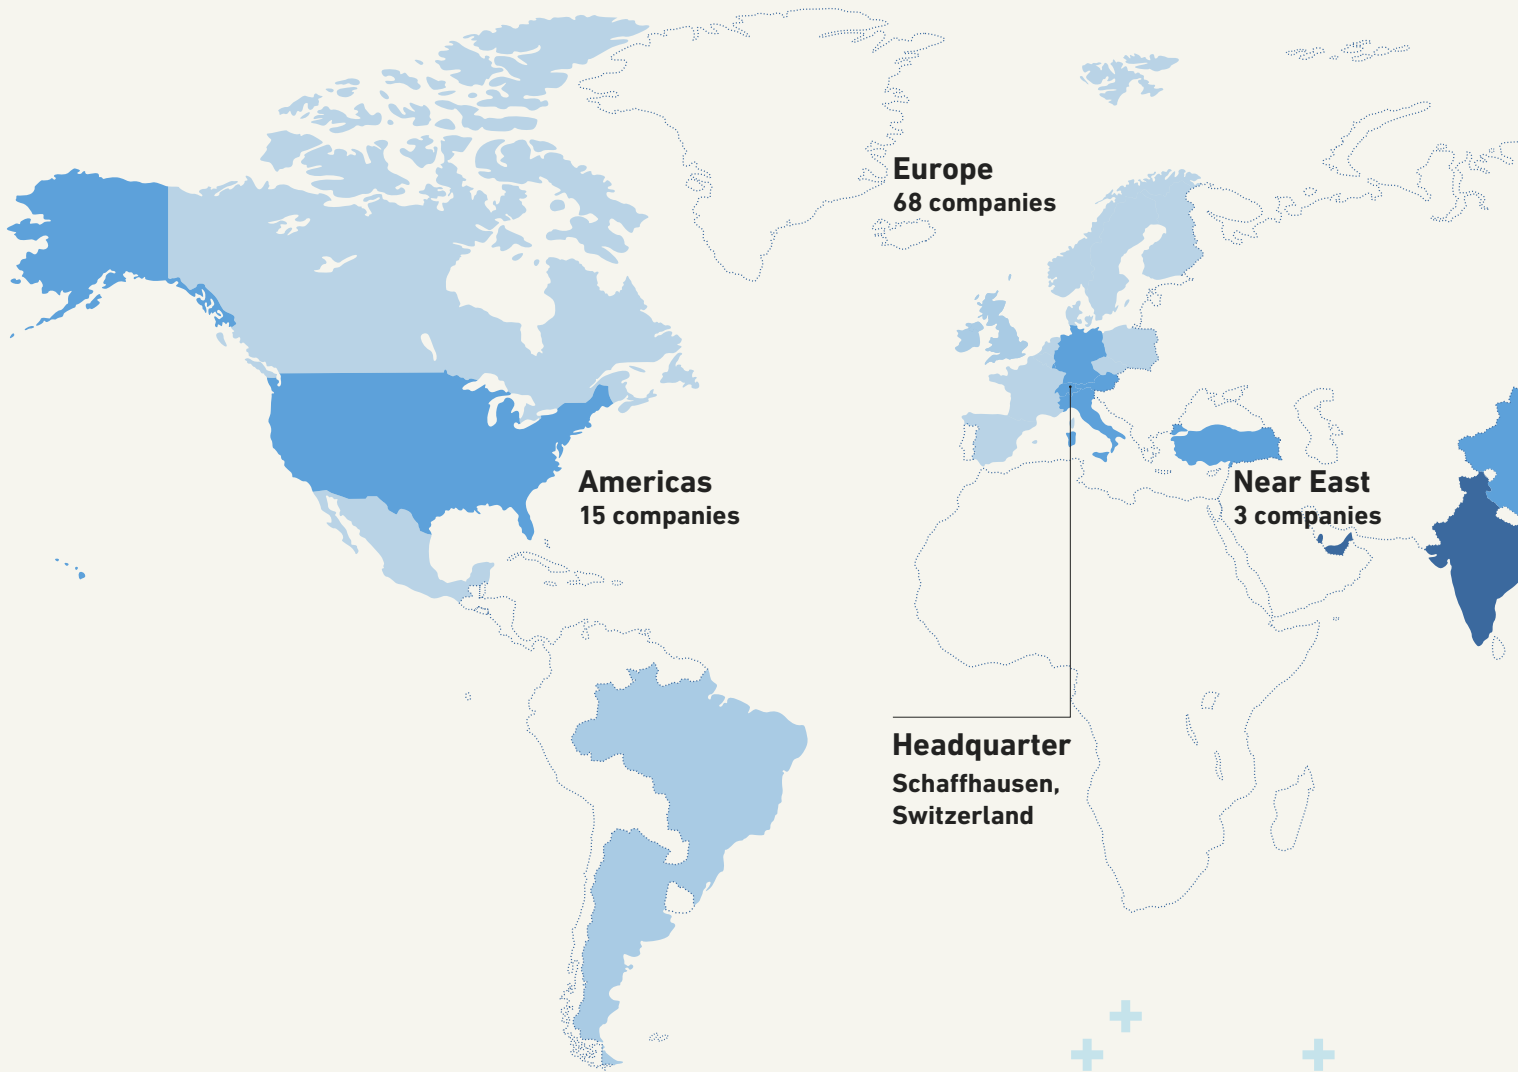 Europe
68 companies
Americas
15 companies
Near East
3 companies
Headquarter
Schaffhausen,
Switzerland